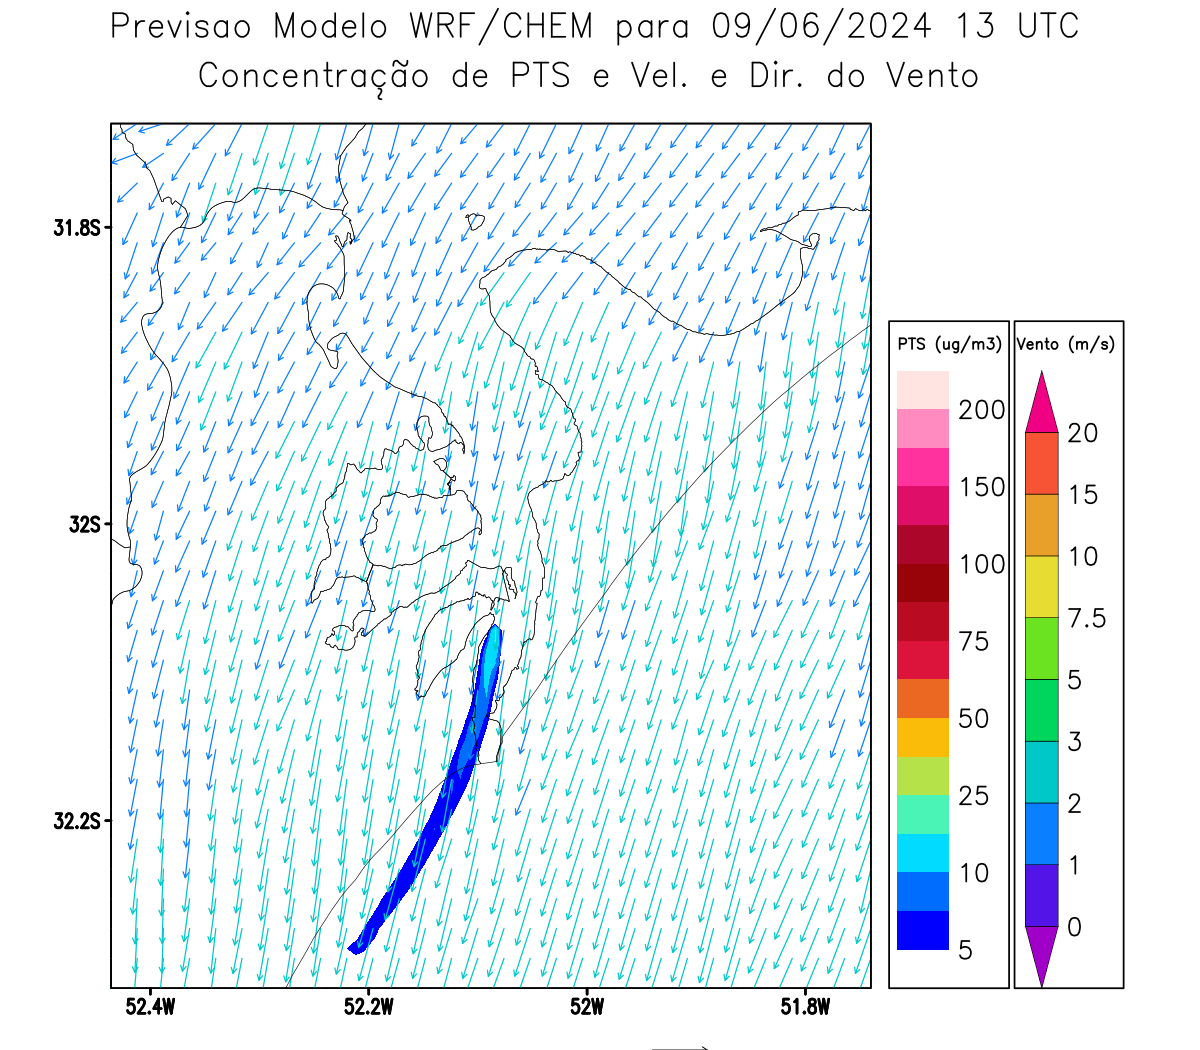 Previsao Modelo WRF/CHEM para 09/06/2024 13 UTC
Concentração de PTS e Vel. e Dir. do Vento
31.8S
32S
32.2S
52.4W 52.2W 52W 51.8W
PTS (ug/m3)
200
150
100
75
50
25
10
5
Vento (m/s)
20
15
10
7.5
5
3
2
1
0